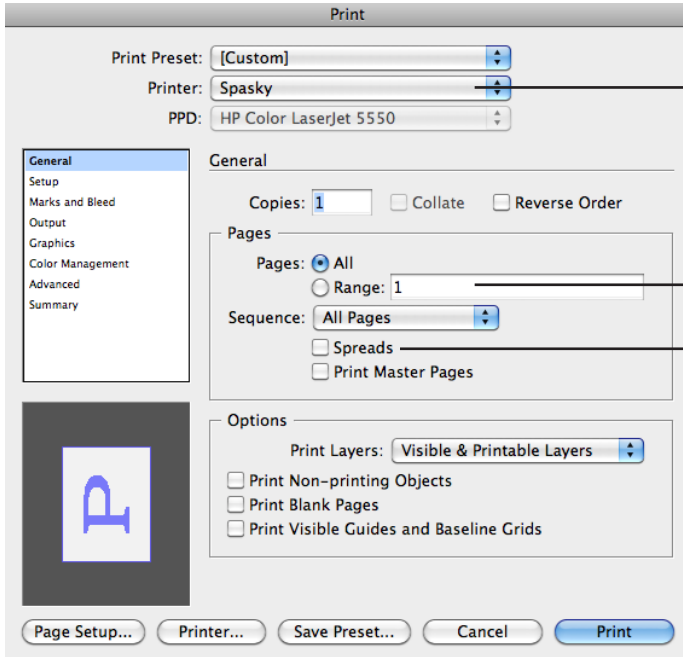 Print
Print Preset: [Custom]
Printer: Spasky
PPD: HP Color LaserJet 5550
General
Setup
Marks and Bleed
Output
Graphics
Color Management
Advanced
Summary
General
Copies: 1 Collate Reverse Order
Pages
Pages: All
Range: 1
Sequence: All Pages
Spreads
Print Master Pages
P
Options
Print Layers: Visible & Printable Layers
Print Non-printing Objects
Print Blank Pages
Print Visible Guides and Baseline Grids
Page Setup... Printer... Save Preset... Cancel Print